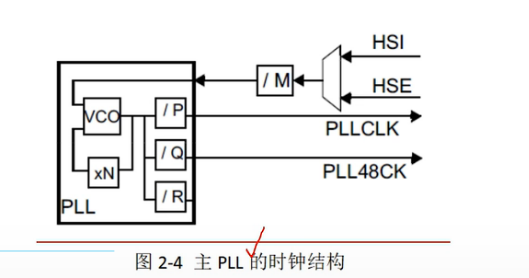 HSI
/ M
HSE
VCO
/ P
PLLCLK
/ Q
PLL48CK
xN
/ R
PLL
图 2-4 主 PLL 的时钟结构